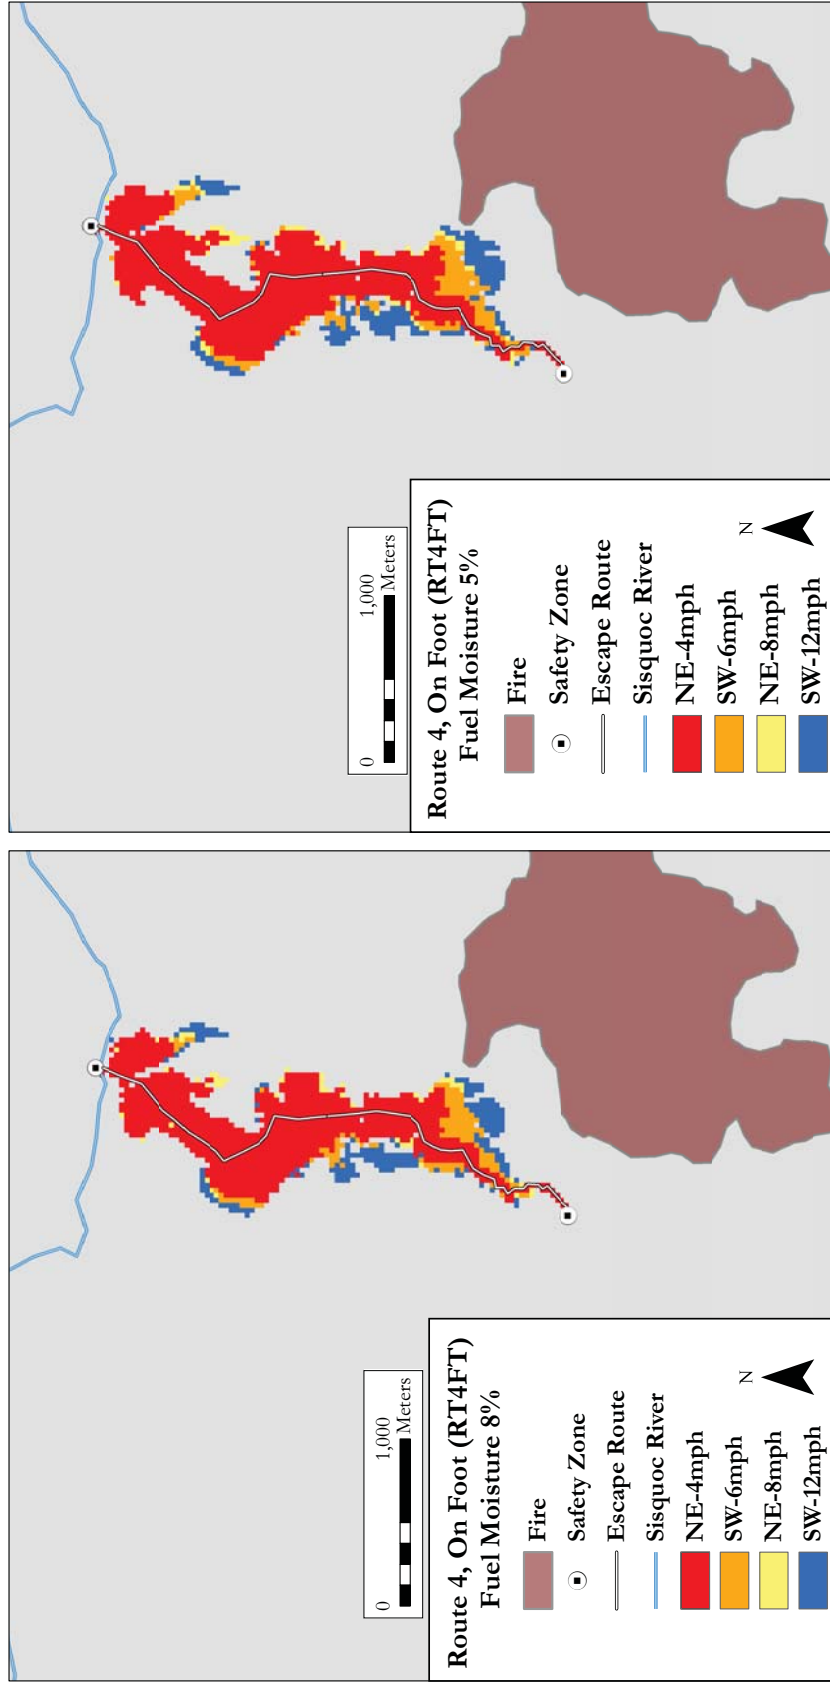 0
1,000
Meters
Route 4, On Foot (RT4FT)
Fuel Moisture 5%
Fire
Safety Zone
Escape Route
Sisquoc River
NE-4mph
SW-6mph
NE-8mph
SW-12mph
N
0
1,000
Meters
Route 4, On Foot (RT4FT)
Fuel Moisture 8%
Fire
Safety Zone
Escape Route
Sisquoc River
NE-4mph
SW-6mph
NE-8mph
SW-12mph
N